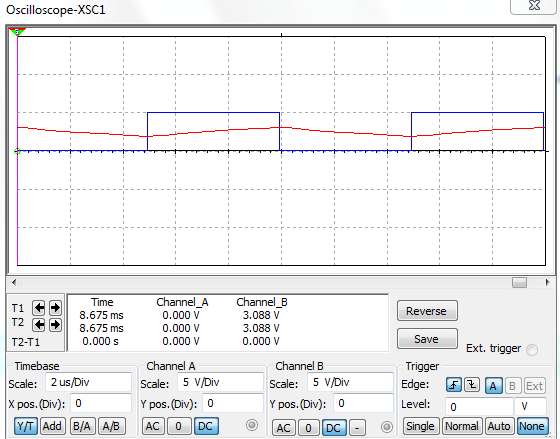 Oscilloscope-XSC1
T1
T2
T2-T1
Time Channel_A Channel_B
8.675 ms 0.000 V 3.088 V
8.675 ms 0.000 V 3.088 V
0.000 s 0.000 V 0.000 V
Reverse
Save
Ext. trigger
Timebase
Scale: 2 us/Div
X pos.(Div): 0
Y/T Add B/A A/B
Channel A
Scale: 5 V/Div
Y pos.(Div): 0
AC 0 DC
Channel B
Scale: 5 V/Div
Y pos.(Div): 0
AC 0 DC -
Trigger
Edge: A B Ext
Level: 0 V
Single Normal Auto None